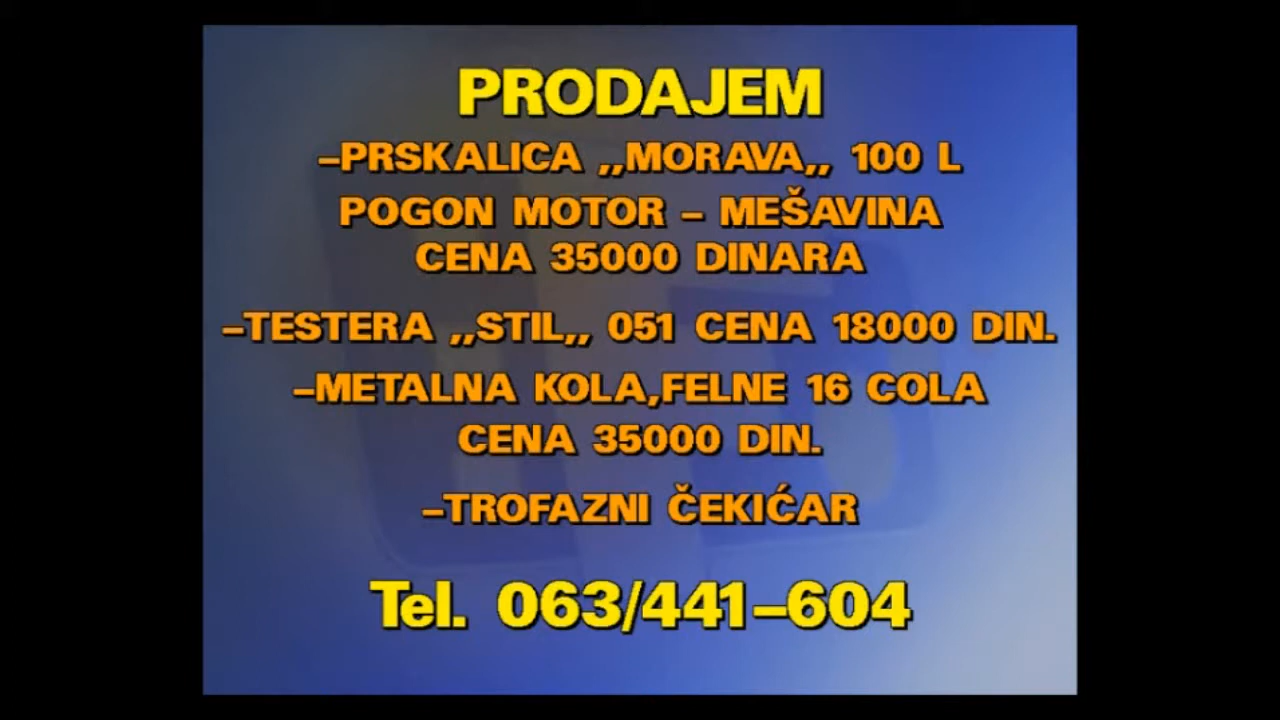 PRODAJEM
–PRSKALICA ,,MORAVA,, 100 L
POGON MOTOR – MEŠAVINA
CENA 35000 DINARA
–TESTERA ,,STIL,, 051 CENA 18000 DIN.
–METALNA KOLA,FELNE 16 COLA
CENA 35000 DIN.
–TROFAZNI ČEKIĆAR
Tel. 063/441–604